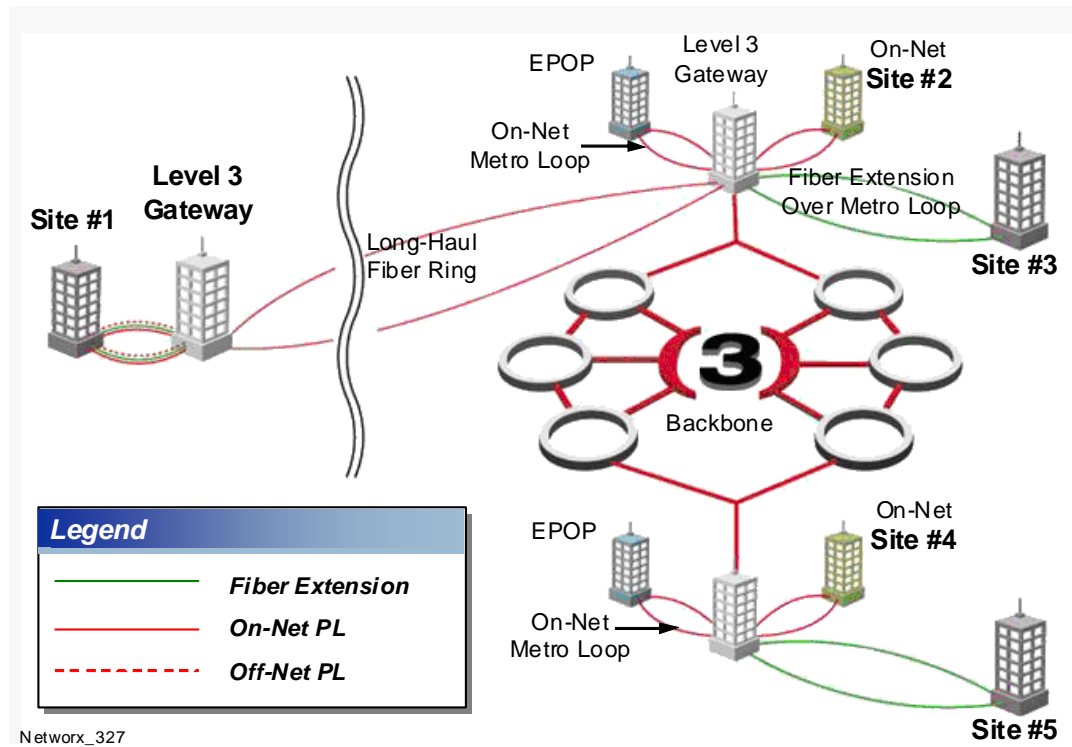 Level 3
Gateway
EPOP
On-Net
Site #2
On-Net
Metro Loop
Level 3
Gateway
Site #1
Fiber Extension
Over Metro Loop
Long-Haul
Fiber Ring
Site #3
(3)
Backbone
On-Net
Site #4
EPOP
On-Net
Metro Loop
Site #5
Legend
Fiber Extension
On-Net PL
Off-Net PL
Networx_327